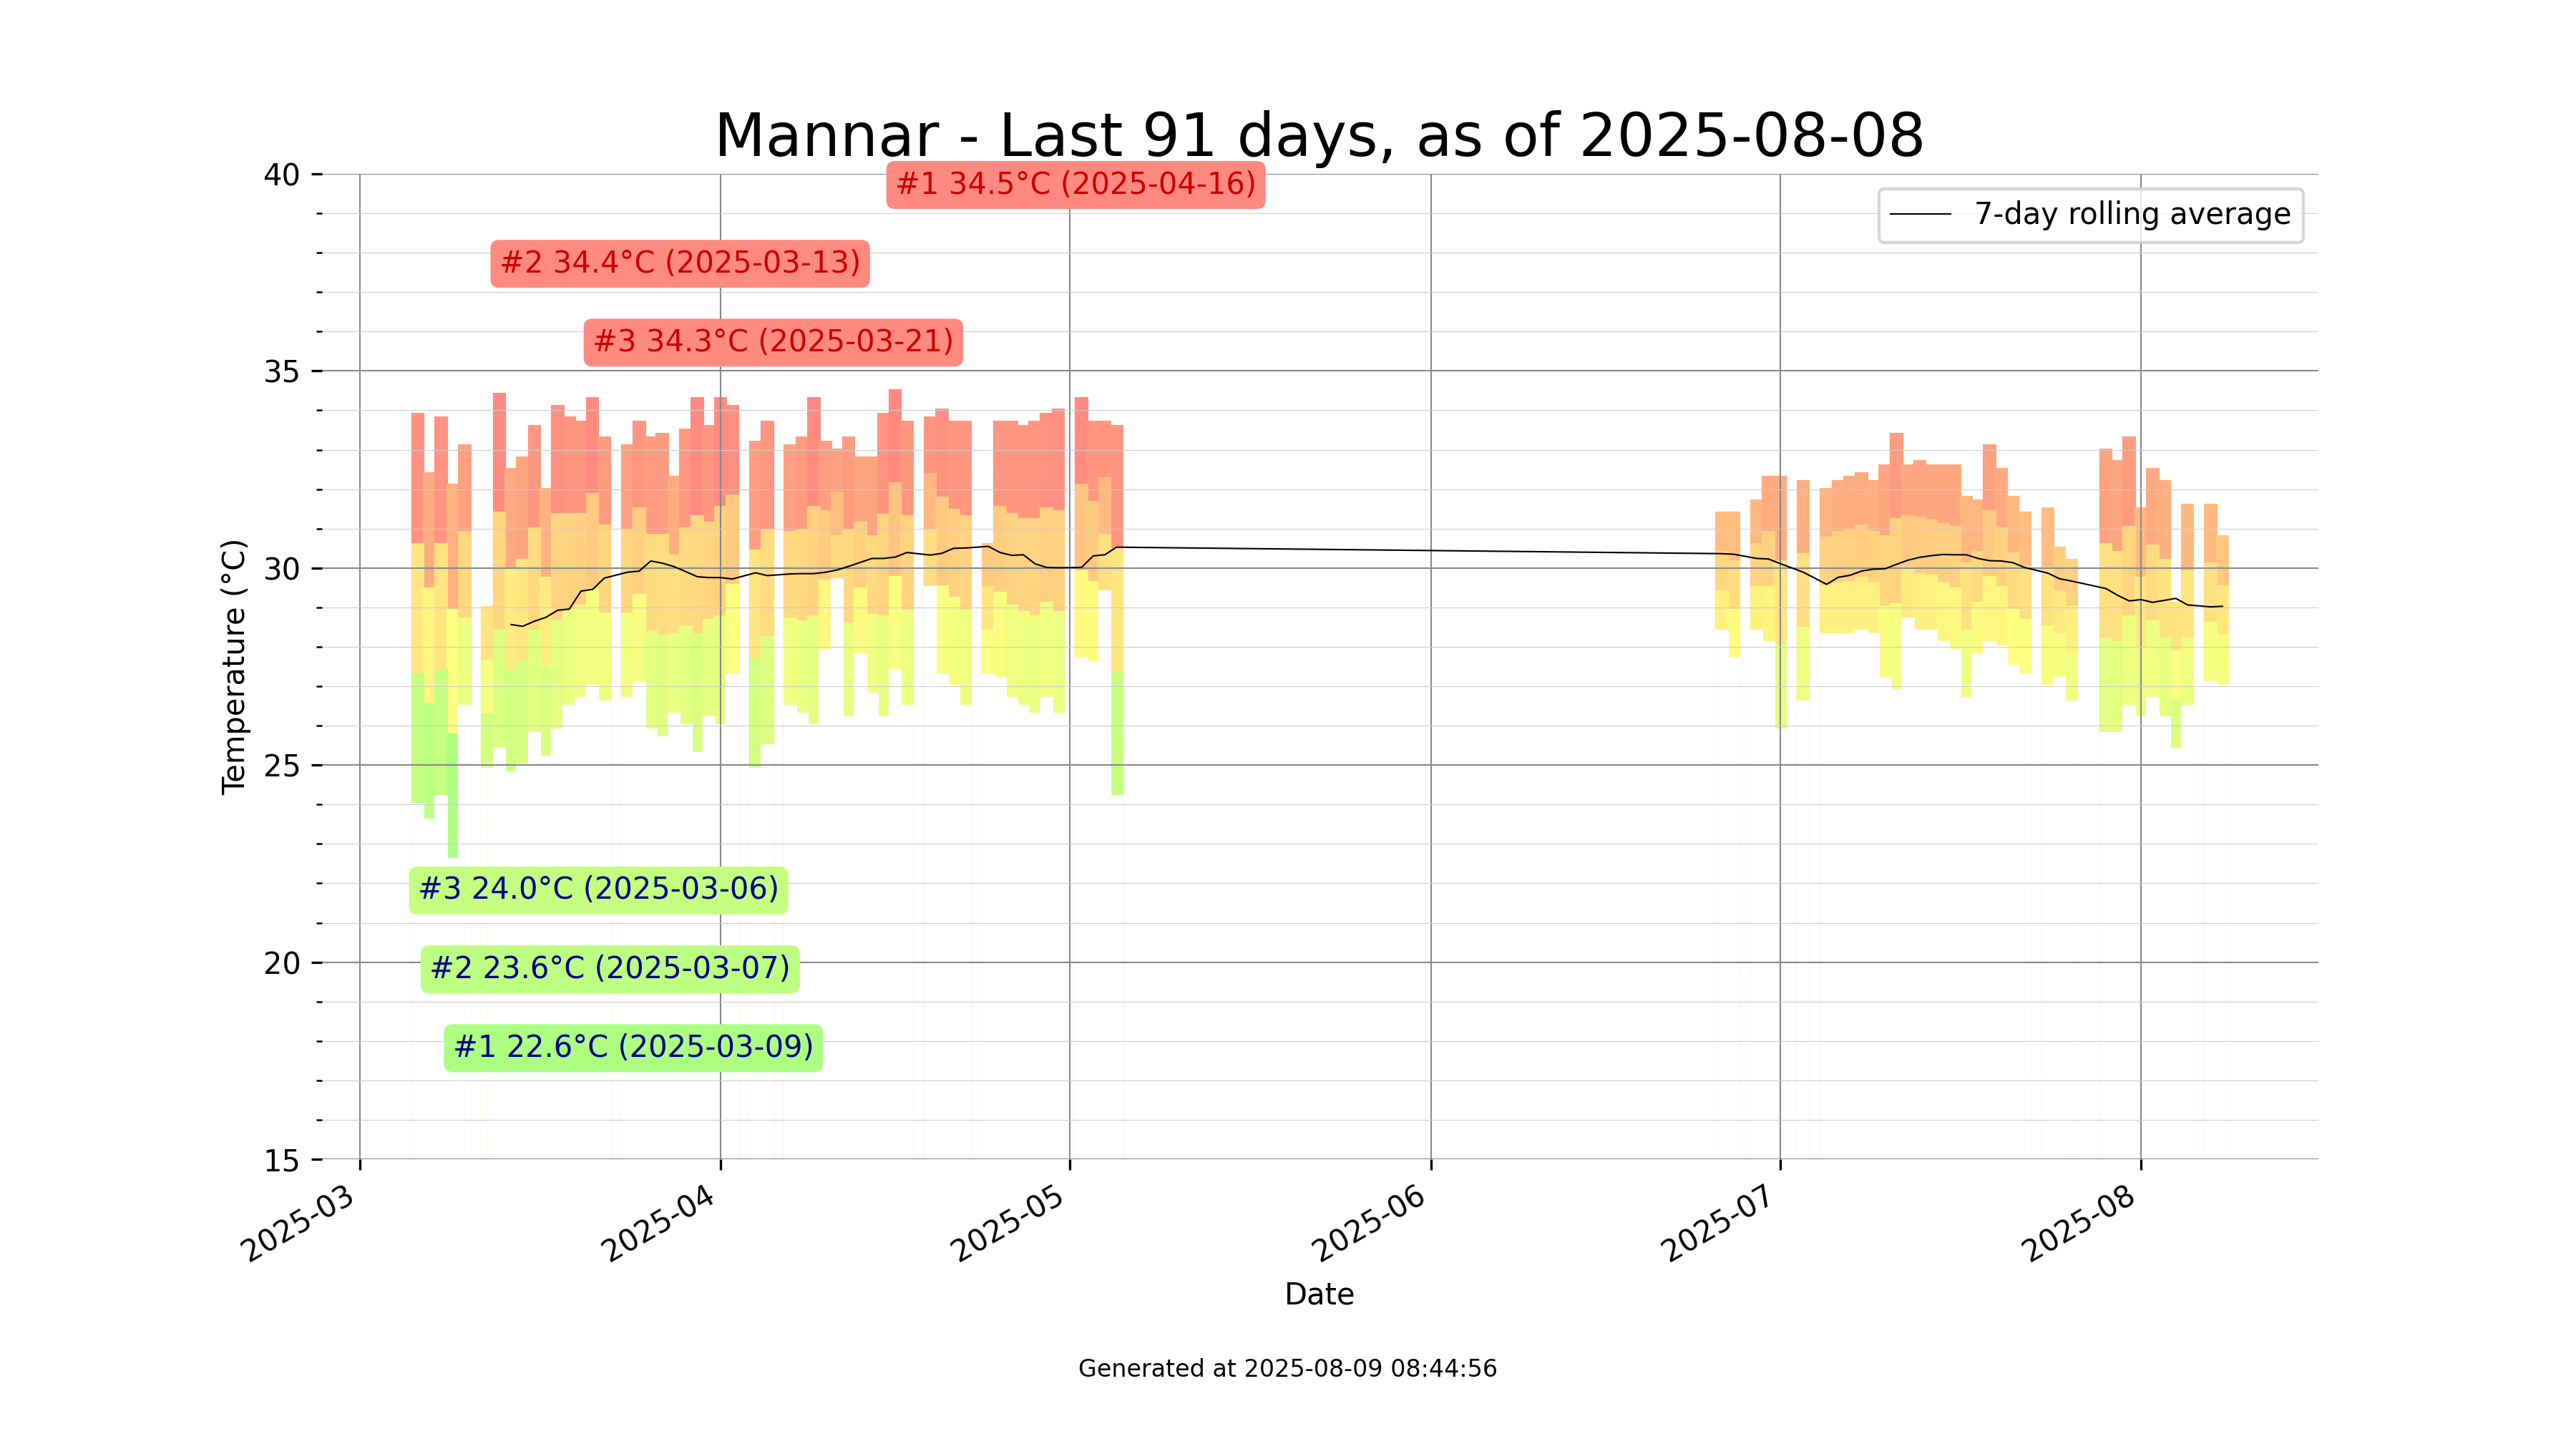 Mannar - Last 91 days, as of 2025-08-08
40
#1 34.5°C (2025-04-16)
7-day rolling average
#2 34.4°C (2025-03-13)
#3 34.3°C (2025-03-21)
35
30
Temperature (°C)
25
#3 24.0°C (2025-03-06)
20
#2 23.6°C (2025-03-07)
#1 22.6°C (2025-03-09)
15
2025-03
2025-04
2025-05
2025-06
2025-07
2025-08
Date
Generated at 2025-08-09 08:44:56